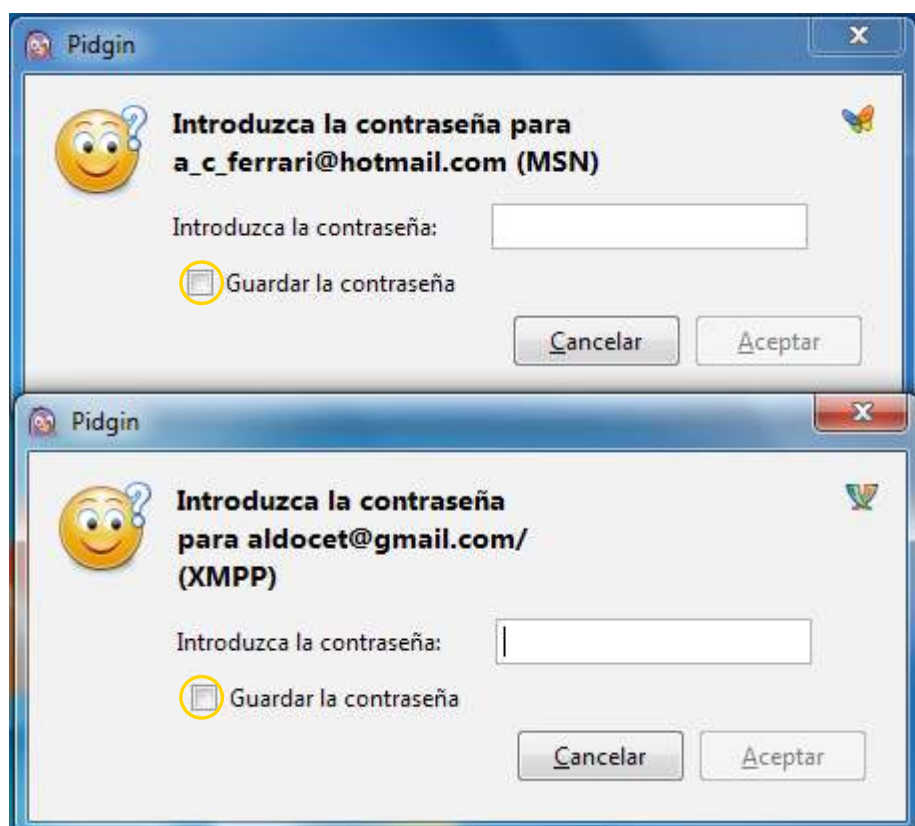 Pidgin
Introduzca la contraseña para
a_c_ferrari@hotmail.com (MSN)
Introduzca la contraseña:
Guardar la contraseña
Cancelar Aceptar
Pidgin
Introduzca la contraseña
para aldocet@gmail.com/
(XMPP)
Introduzca la contraseña:
Guardar la contraseña
Cancelar Aceptar